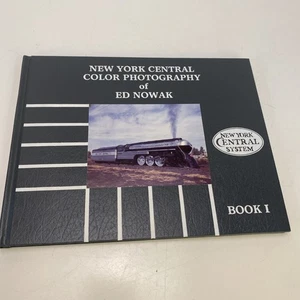 NEW YORK CENTRAL
COLOR PHOTOGRAPHY
of
ED NOWAK
NEW YORK
CENTRAL
SYSTEM
BOOK I